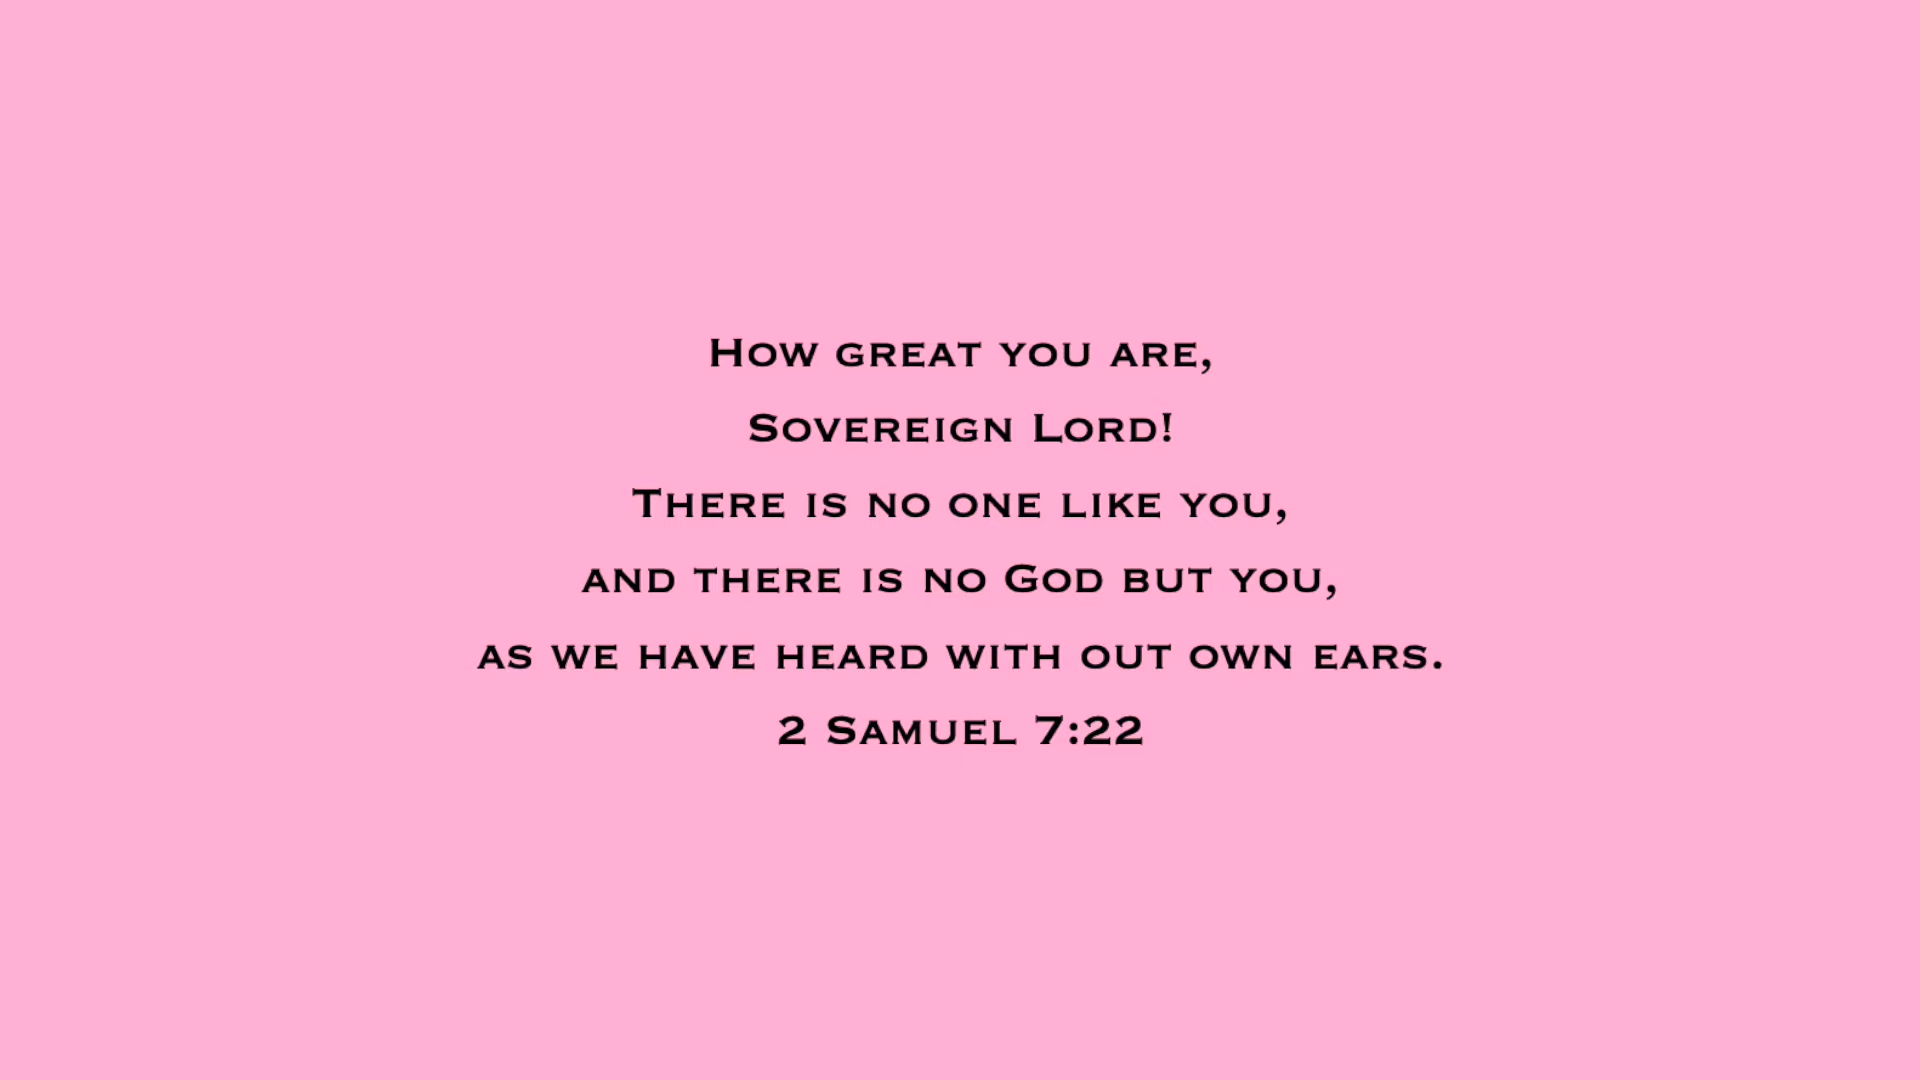 How great you are,
Sovereign Lord!
There is no one like you,
and there is no God but you,
as we have heard with out own ears.
2 Samuel 7:22